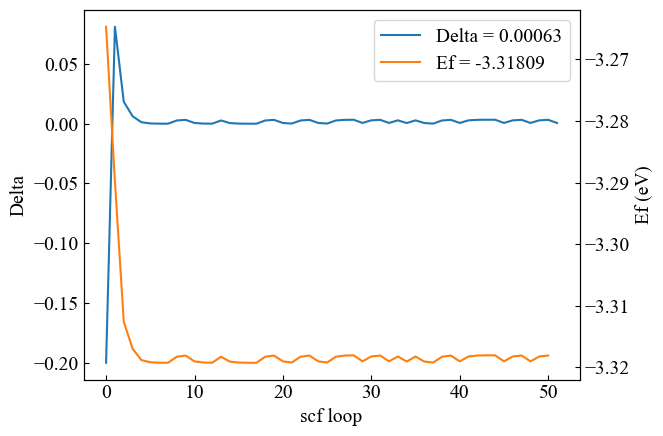 Delta = 0.00063
Ef = -3.31809
0.05
0.00
−0.05
−0.10
−0.15
−0.20
Delta
−3.27
−3.28
−3.29
−3.30
−3.31
−3.32
Ef (eV)
0 10 20 30 40 50
scf loop